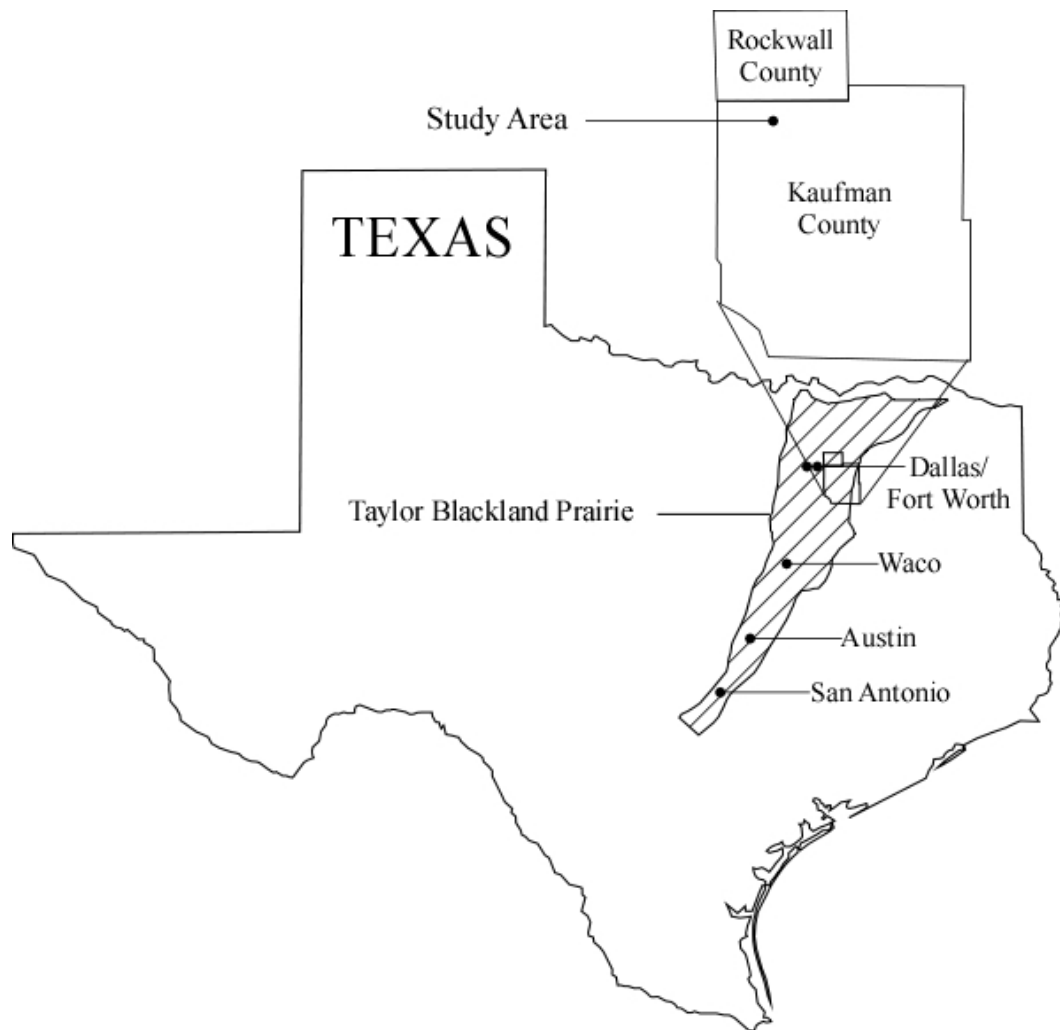 Rockwall
County
Study Area
Kaufman
County
TEXAS
Dallas/
Fort Worth
Taylor Blackland Prairie
Waco
Austin
San Antonio